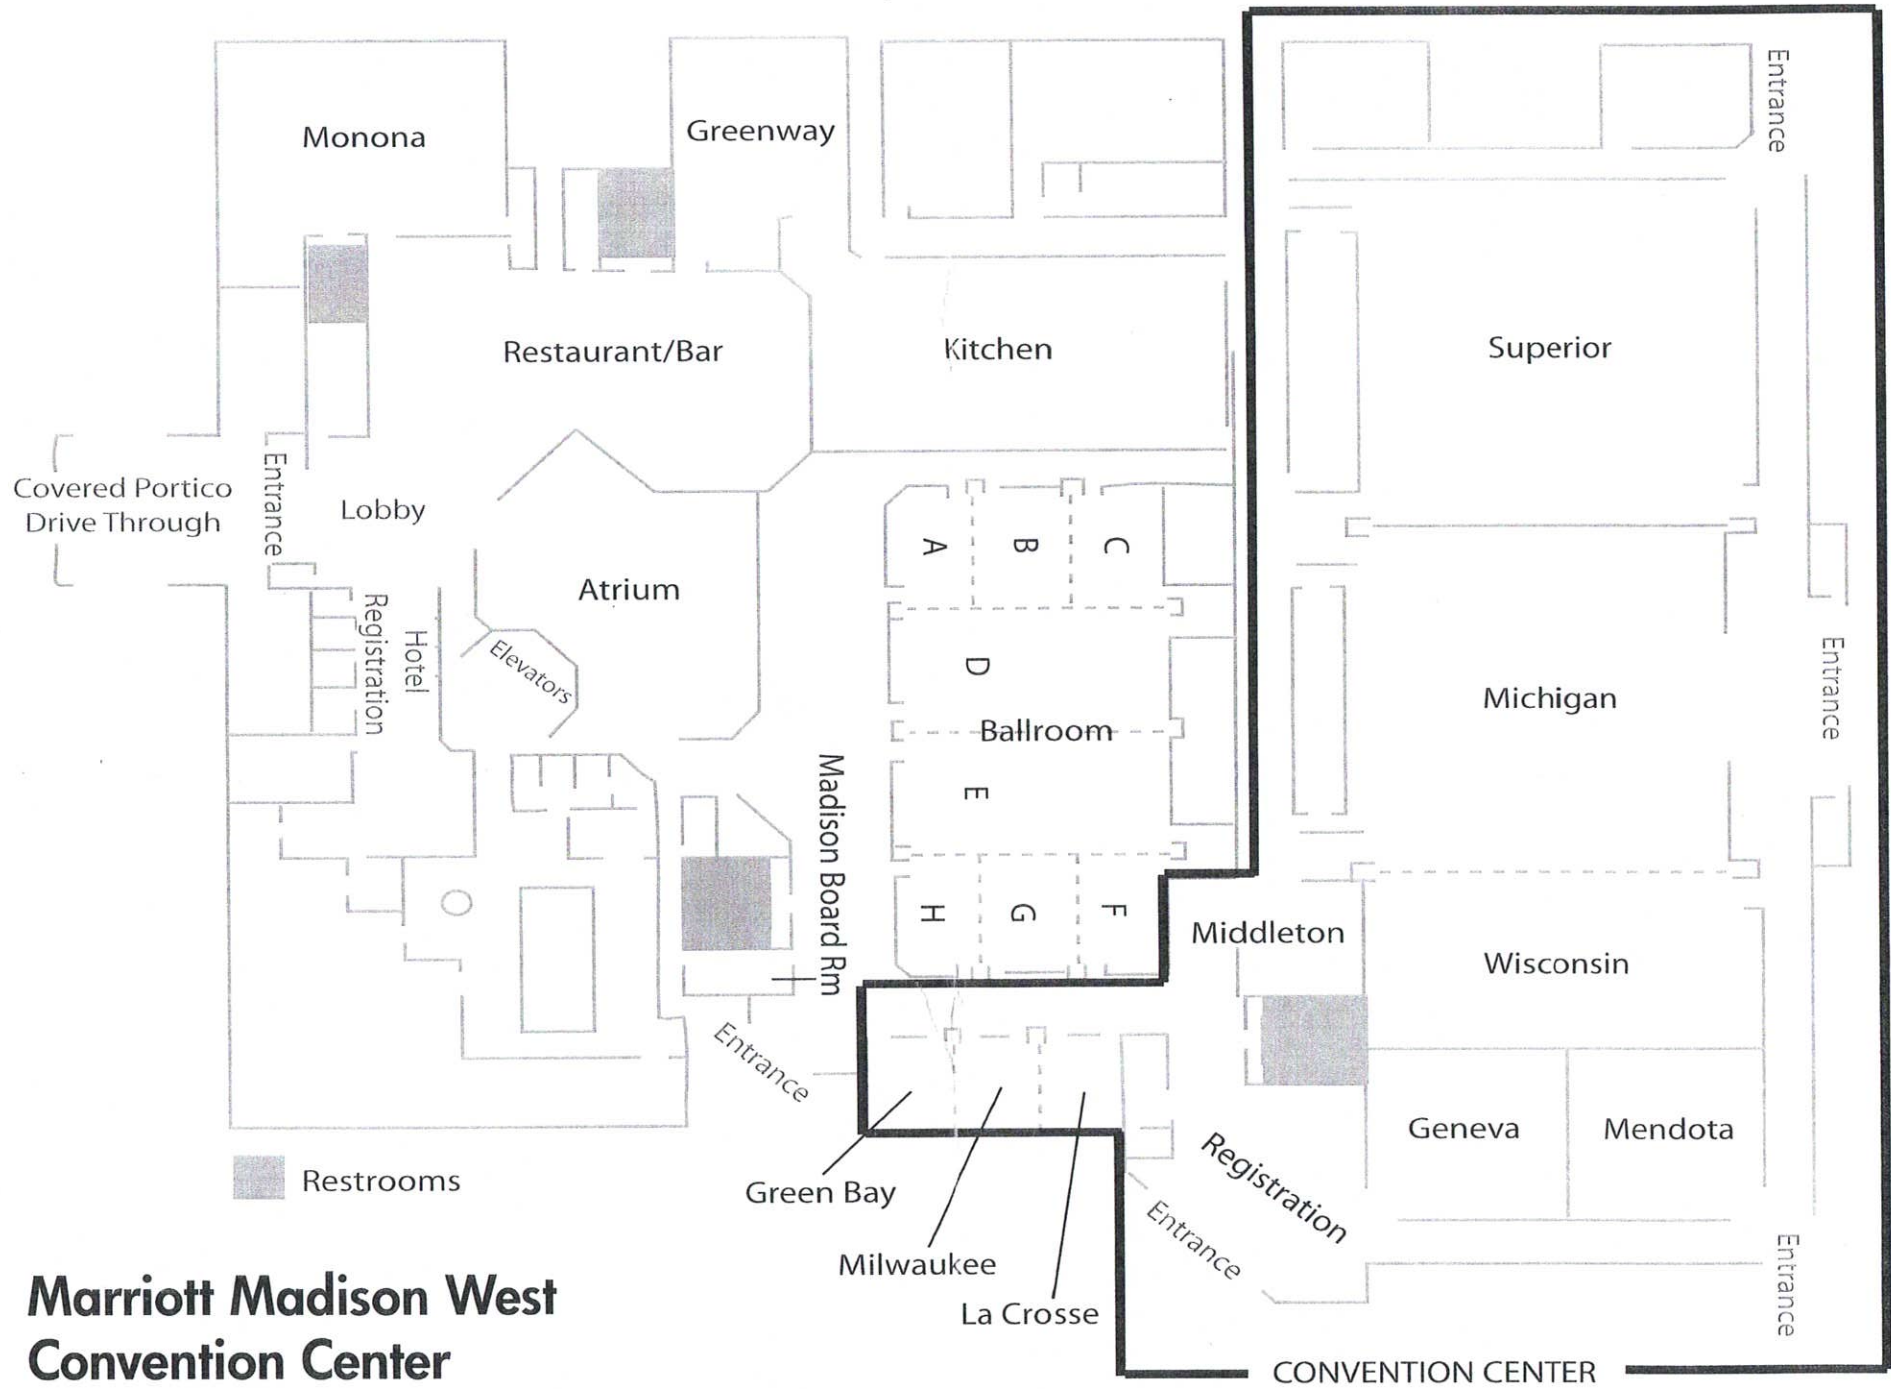 Monona
Greenway
Entrance
Restaurant/Bar
Kitchen
Superior
Covered Portico
Drive Through
Entrance
Lobby
A
B
C
Atrium
Hotel
Registration
Elevators
D
Ballroom
E
Michigan
Entrance
Madison Board Rm
H
G
F
Middleton
Wisconsin
Entrance
Geneva
Mendota
Restrooms
Green Bay
Milwaukee
La Crosse
Registration
Entrance
Entrance
Marriott Madison West
Convention Center
CONVENTION CENTER